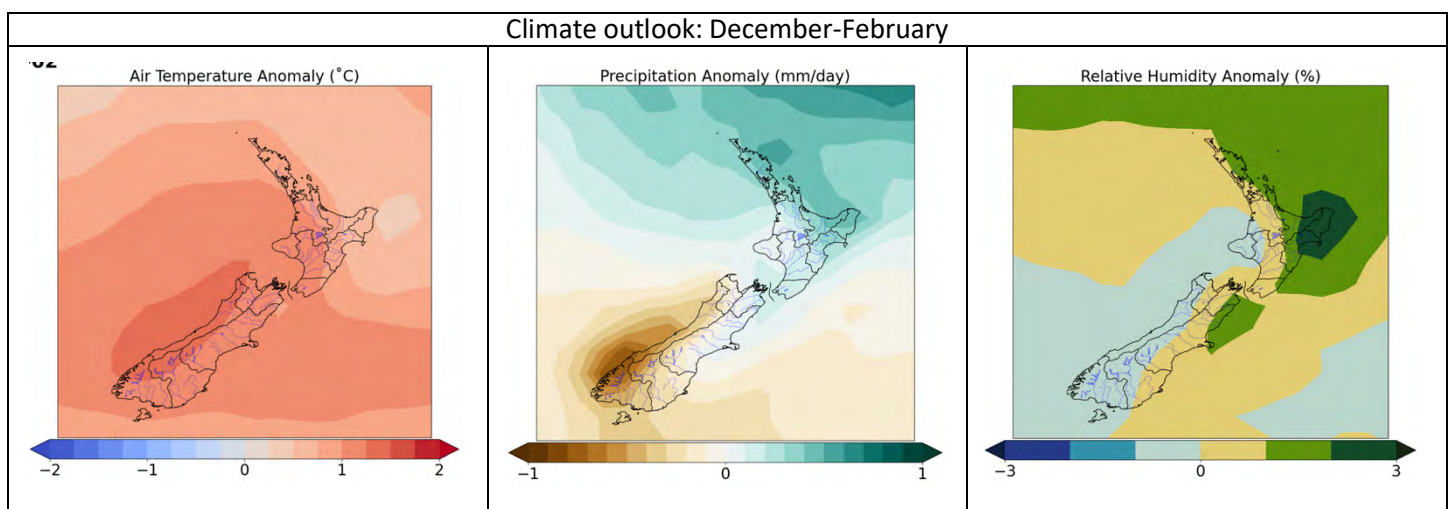 Climate outlook: December-February
02
Air Temperature Anomaly (˚C)
Precipitation Anomaly (mm/day)
Relative Humidity Anomaly (%)
−2 −1 0 1 2
−1 0 1
−3 0 3